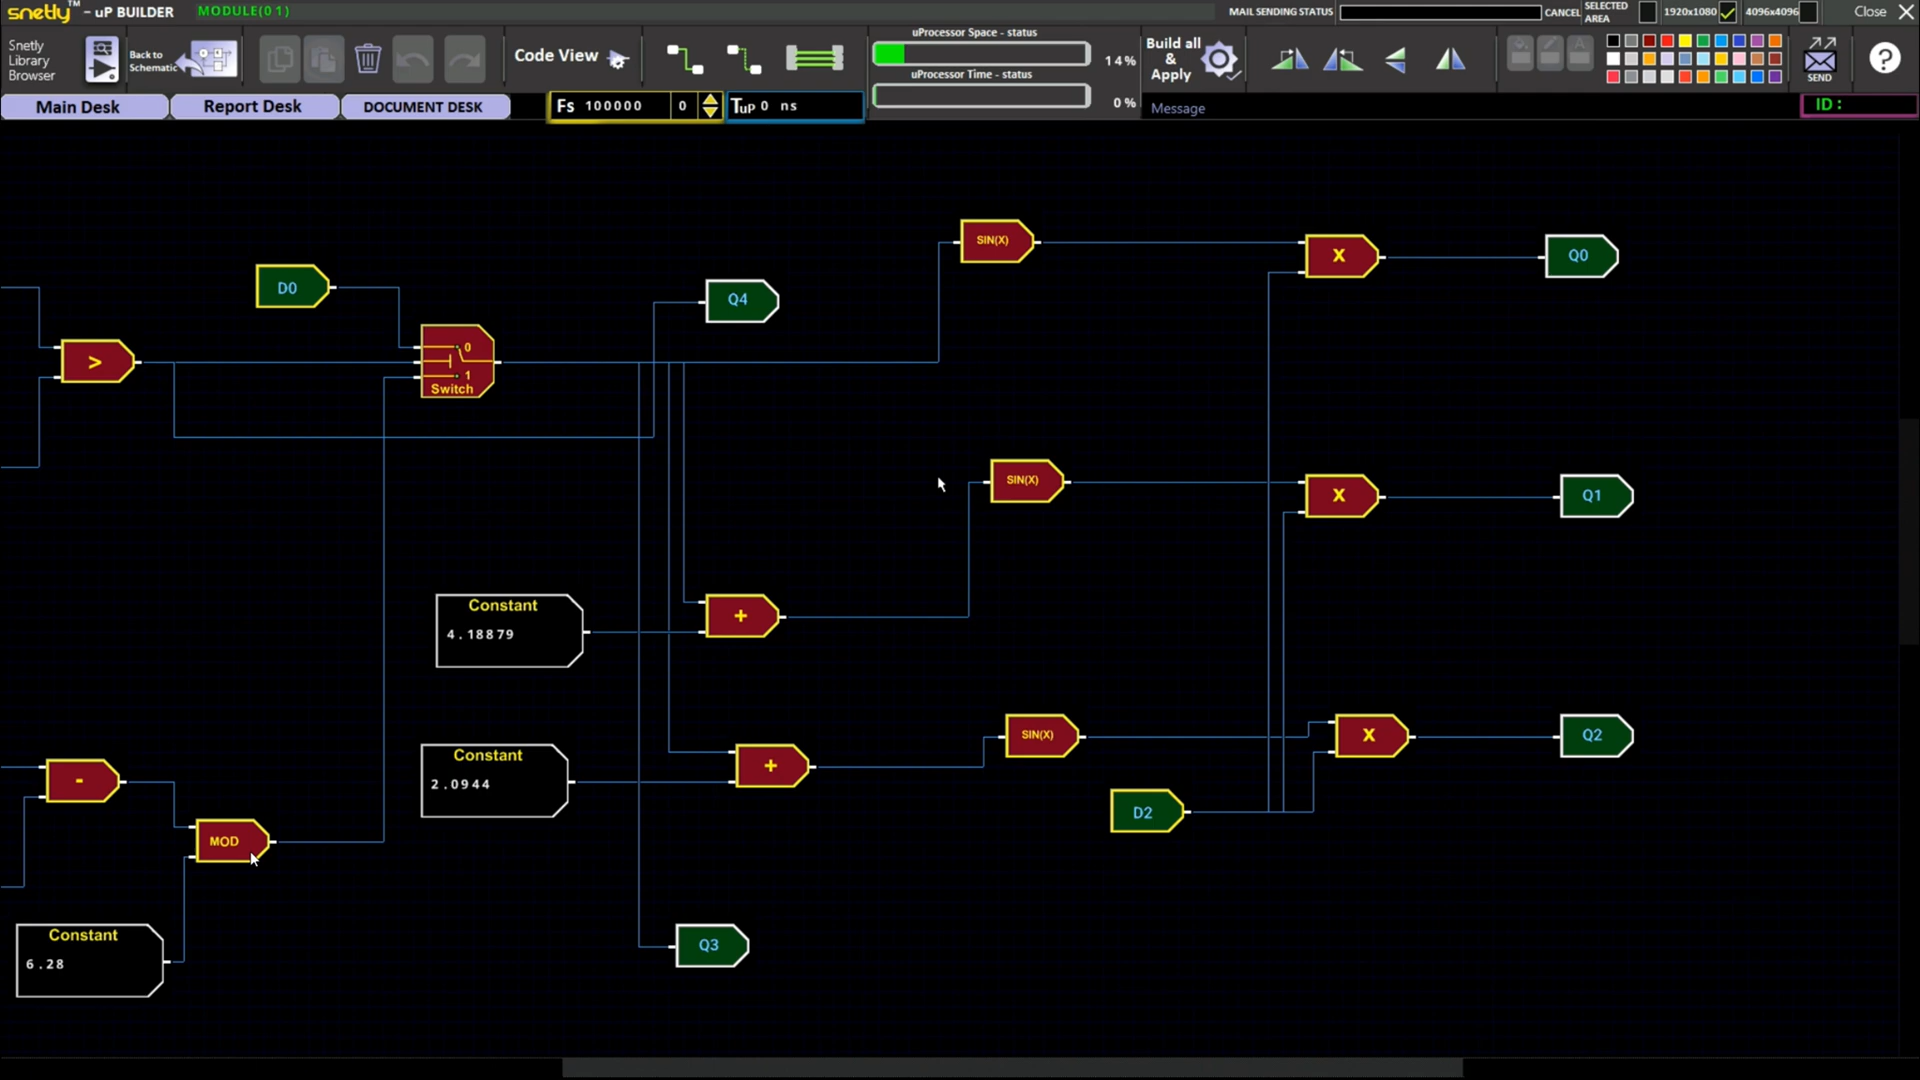 snetly™ - uP BUILDER MODULE(01) MAIL SENDING STATUS CANCEL SELECTED AREA 1920x1080 4096x4096 Close
Snetly Library Browser
Back to Schematic
Code View
uProcessor Space - status
14%
uProcessor Time - status
0%
Build all & Apply
SEND
?
Main Desk Report Desk DOCUMENT DESK Fs 100000 0 TUP 0 ns Message ID :
SIN(X)
X
Q0
D0
Q4
>
0
1
Switch
SIN(X)
X
Q1
Constant
4.18879
+
SIN(X)
X
Q2
Constant
2.0944
+
-
D2
MOD
Constant
6.28
Q3